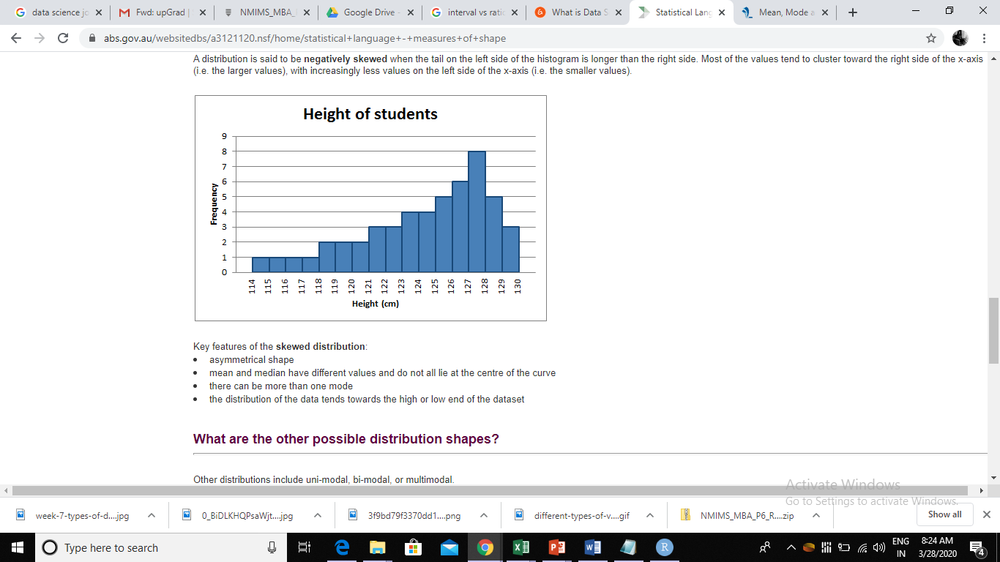 data science jo
Fwd: upGrad |
NMIMS_MBA_
Google Drive -
interval vs ratio
What is Data S
Statistical Lang
Mean, Mode a
abs.gov.au/websitedbs/a3121120.nsf/home/statistical+language+-+measures+of+shape
A distribution is said to be negatively skewed when the tail on the left side of the histogram is longer than the right side. Most of the values tend to cluster toward the right side of the x-axis
(i.e. the larger values), with increasingly less values on the left side of the x-axis (i.e. the smaller values).
Height of students
9
8
7
6
5
4
3
2
1
0
Frequency
114 115 116 117 118 119 120 121 122 123 124 125 126 127 128 129 130
Height (cm)
Key features of the skewed distribution:
• asymmetrical shape
• mean and median have different values and do not all lie at the centre of the curve
• there can be more than one mode
• the distribution of the data tends towards the high or low end of the dataset
What are the other possible distribution shapes?
Other distributions include uni-modal, bi-modal, or multimodal.
Activate Windows
Go to Settings to activate Windows.
week-7-types-of-d....jpg
0_BiDLKHQPsaWjt....jpg
3f9bd79f3370dd1....png
different-types-of-v....gif
NMIMS_MBA_P6_R....zip
Show all
Type here to search
ENG
IN
8:24 AM
3/28/2020
4